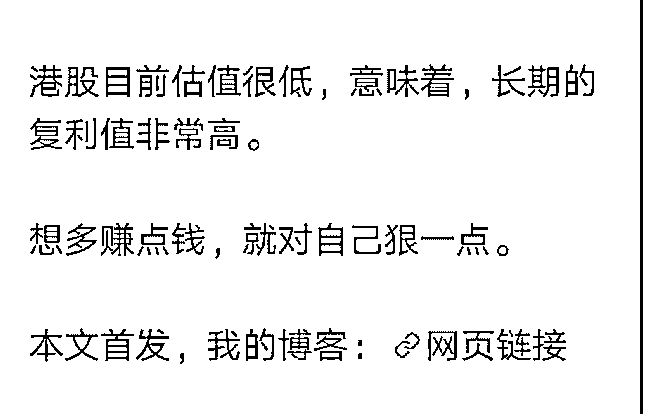 港股目前估值很低，意味着，长期的
复利值非常高。
想多赚点钱，就对自己狠一点。
本文首发，我的博客：网页链接